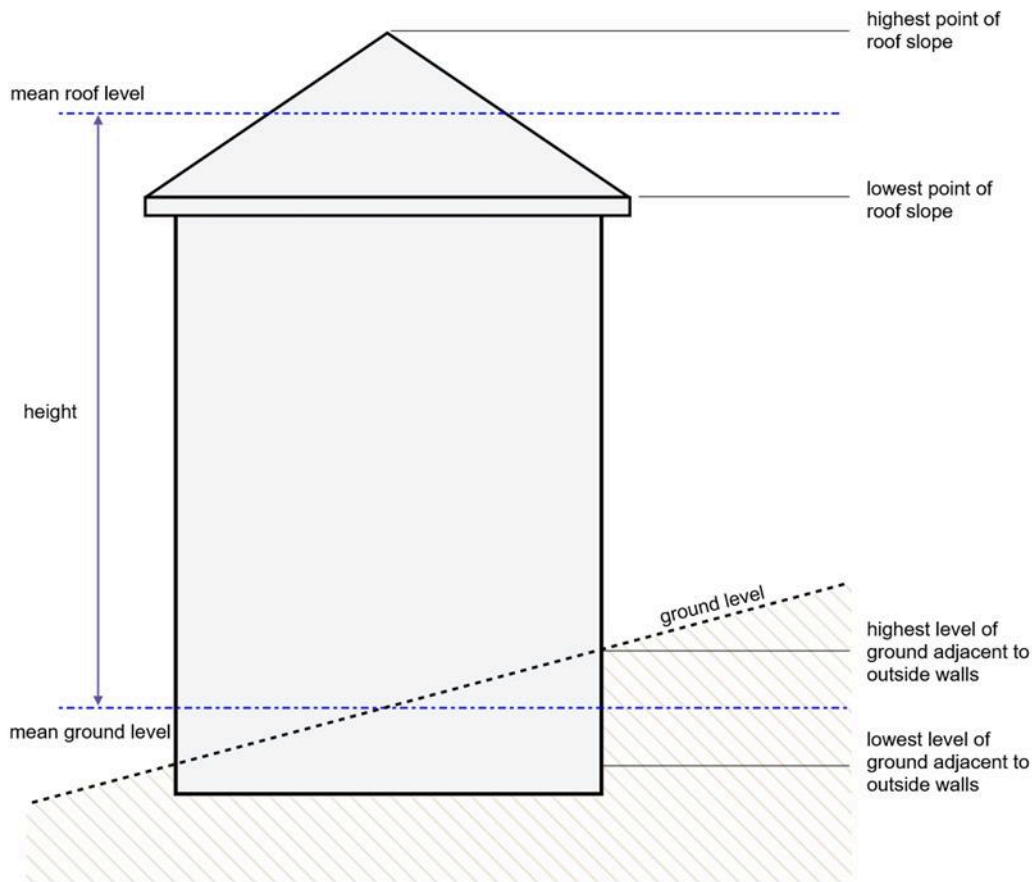 highest point of
roof slope
mean roof level
lowest point of
roof slope
height
ground level
highest level of
ground adjacent to
outside walls
mean ground level
lowest level of
ground adjacent to
outside walls